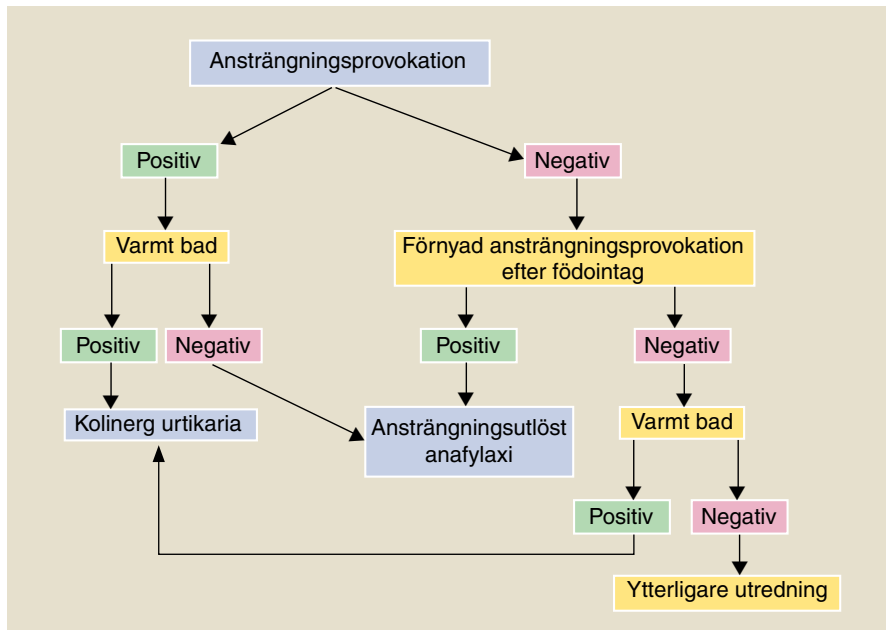 Ansträngningsprovokation
Positiv
Negativ
Varmt bad
Förnyad ansträngningsprovokation
efter födointag
Positiv
Negativ
Positiv
Negativ
Kolinerg urtikaria
Ansträngningsutlöst
anafylaxi
Varmt bad
Positiv
Negativ
Ytterligare utredning